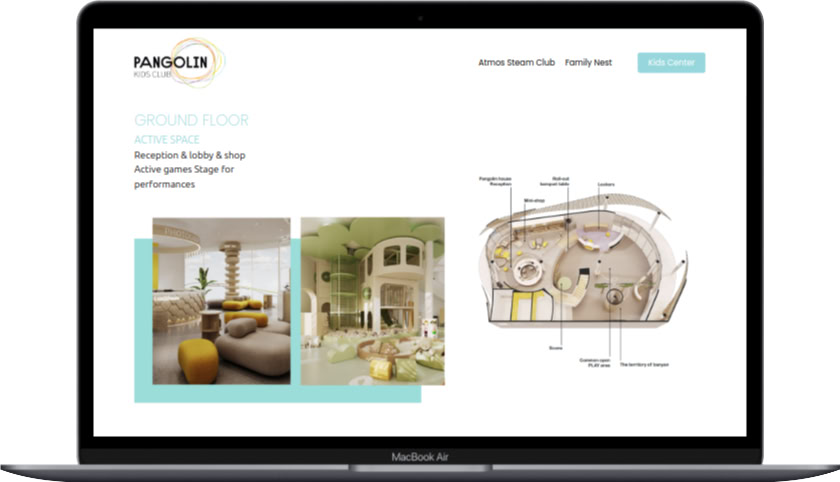 PANGOLIN
KIDS CLUB
Atmos Steam Club
Family Nest
Kids Center
GROUND FLOOR
ACTIVE SPACE
Reception & lobby & shop
Active games Stage for
performances
Pangolin house
Reception
Roll-out
banquet table
Lockers
Mini-shop
Common open
PLAY area
The territory of banyan
MacBook Air